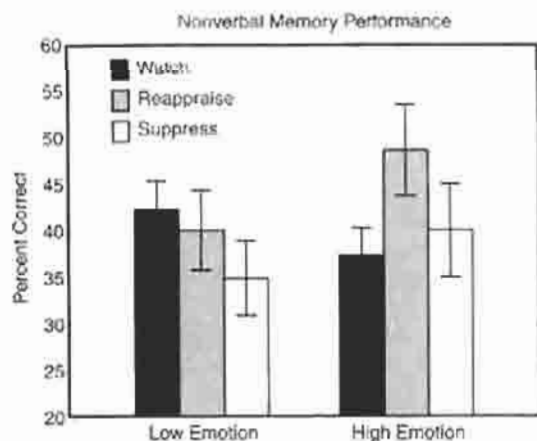 Nonverbal Memory Performance
60
55
50
45
40
35
30
25
20
Percent Correct
Watch
Reappraise
Suppress
Low Emotion
High Emotion